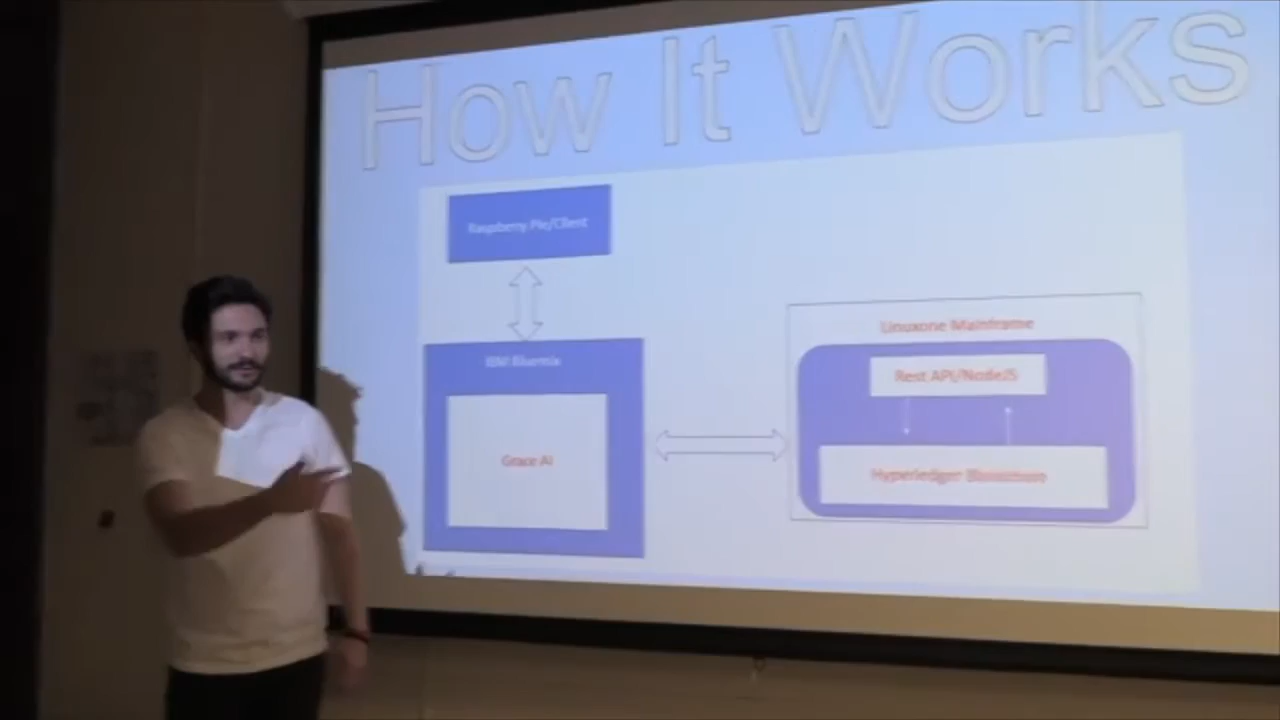 How It Works
Raspberry Pie/Client
IBM Bluemix
Grace AI
Linuxone Mainframe
Rest API/NodeJS
Hyperledger Blockchain